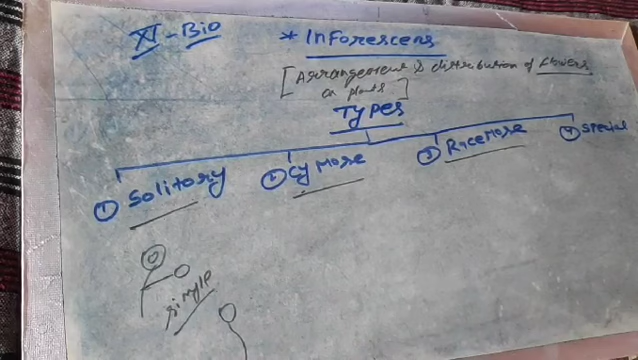 XI - Bio
* Inforescens
[Arrangement & distribution of flowers
on plants]
Types
① Solitory ② Cymose ③ Racemose ④ special
simple